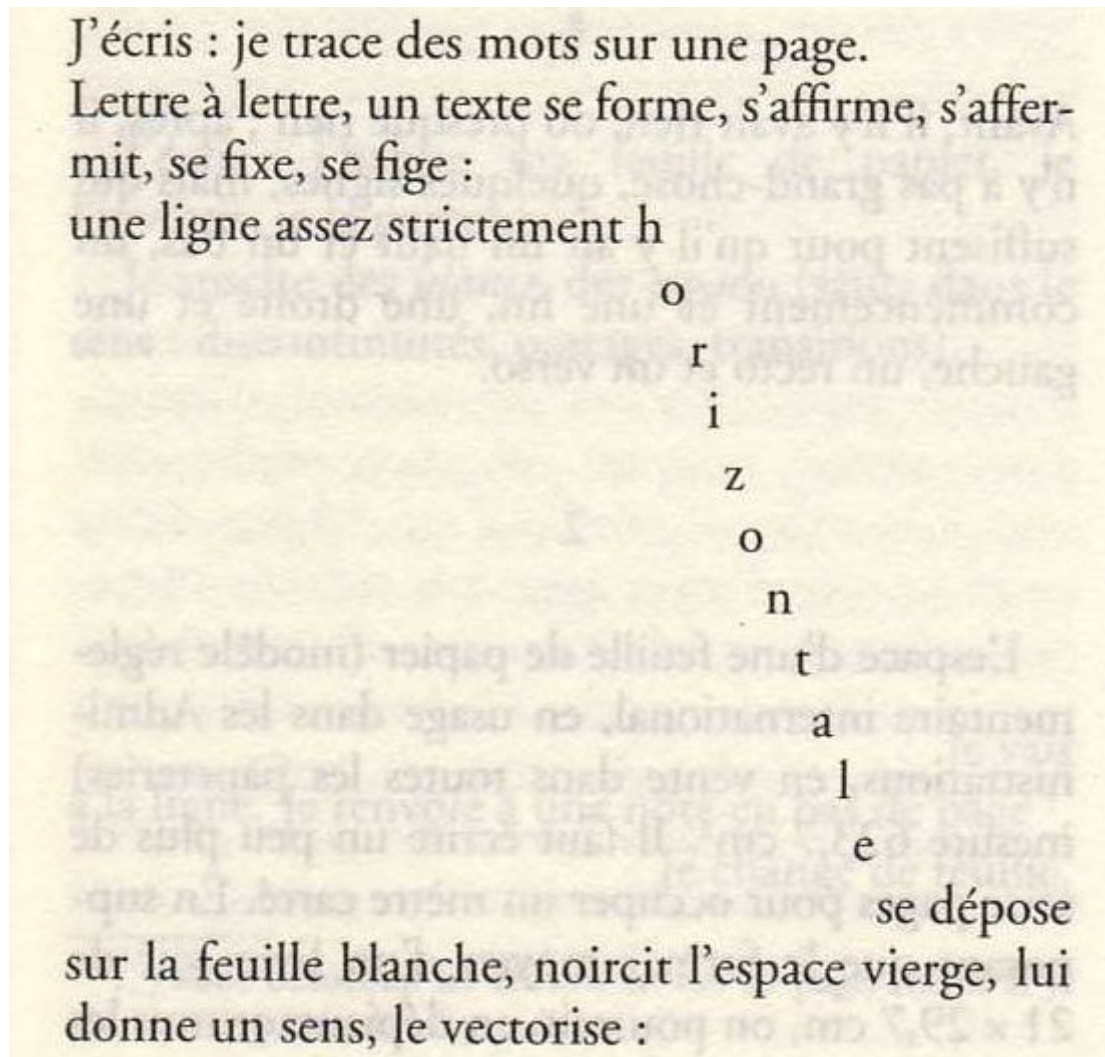 J'écris : je trace des mots sur une page.
Lettre à lettre, un texte se forme, s'affirme, s'affer-
mit, se fixe, se fige :
une ligne assez strictement h
o
r
i
z
o
n
t
a
l
e
se dépose
sur la feuille blanche, noircit l'espace vierge, lui
donne un sens, le vectorise :